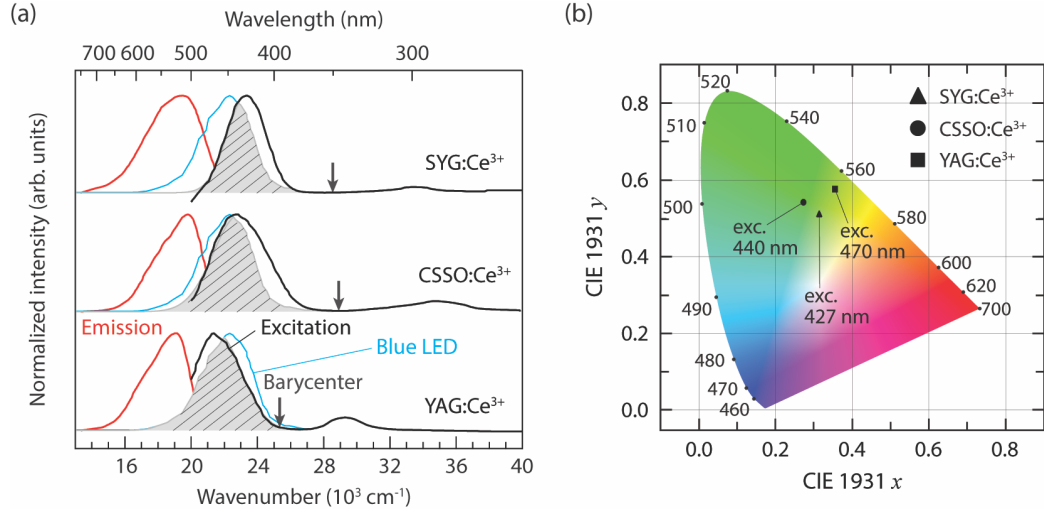 (a)
Wavelength (nm)
700 600 500 400 300
Normalized intensity (arb. units)
SYG:Ce³⁺
CSSO:Ce³⁺
Emission
Excitation
Blue LED
Barycenter
YAG:Ce³⁺
16 20 24 28 32 36 40
Wavenumber (10³ cm⁻¹)
(b)
CIE 1931 y
0.8
0.6
0.4
0.2
0.0
520
510
540
500
560
580
490
600
620
700
480
470
460
SYG:Ce³⁺
CSSO:Ce³⁺
YAG:Ce³⁺
exc.
440 nm
exc.
470 nm
exc.
427 nm
0.0 0.2 0.4 0.6 0.8
CIE 1931 x